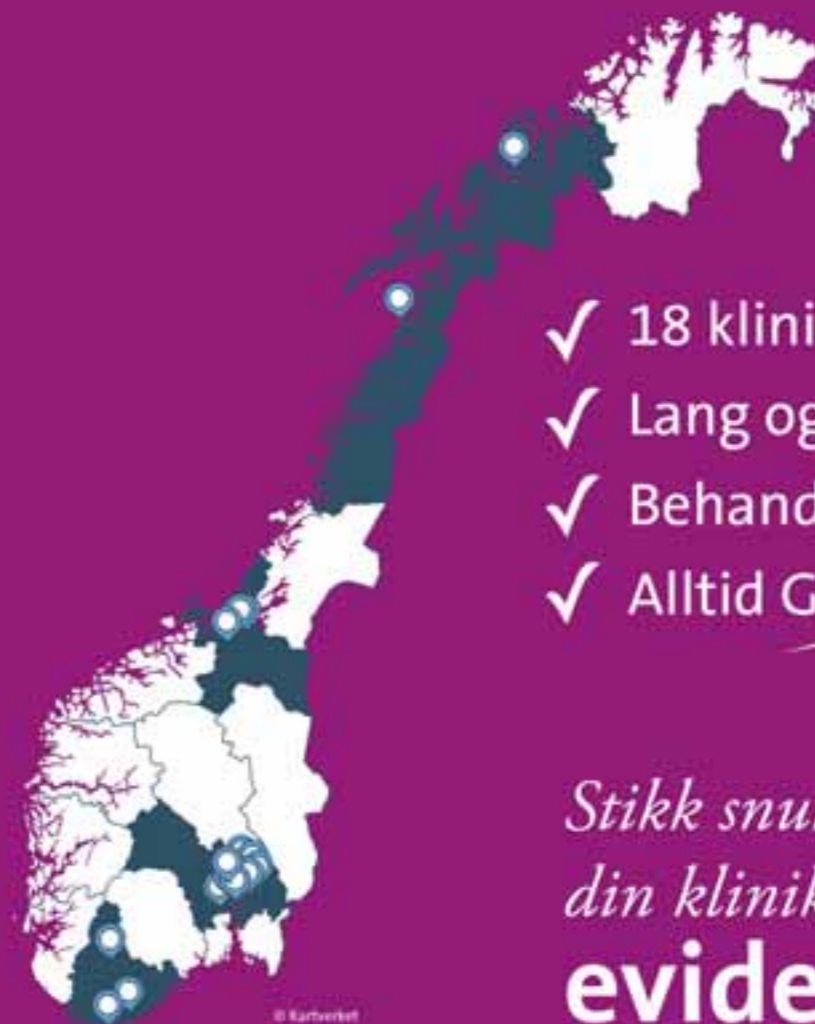 18 klini
Lang og
Behand
Alltid G
Stikk snu
din klinik
evide
© Kartverket